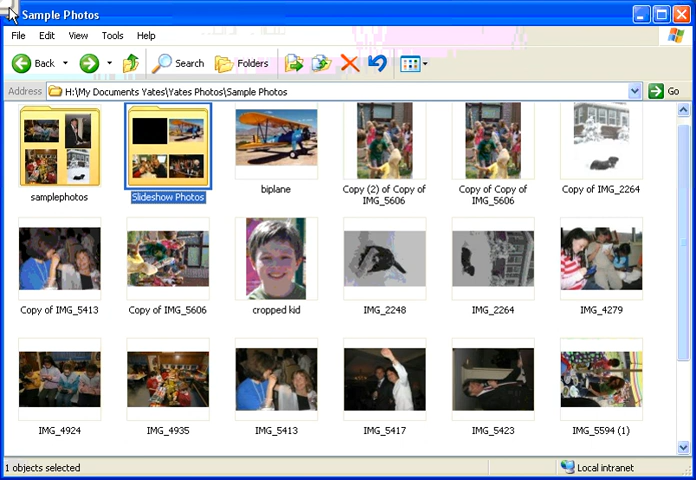 Sample Photos
File Edit View Tools Help
Back Search Folders
Address H:\My Documents Yates\Yates Photos\Sample Photos Go
samplephotos
Slideshow Photos
biplane
Copy (2) of Copy of
IMG_5606
Copy of Copy of
IMG_5606
Copy of IMG_2264
Copy of IMG_5413
Copy of IMG_5606
cropped kid
IMG_2248
IMG_2264
IMG_4279
IMG_4924
IMG_4935
IMG_5413
IMG_5417
IMG_5423
IMG_5594 (1)
1 objects selected
Local intranet